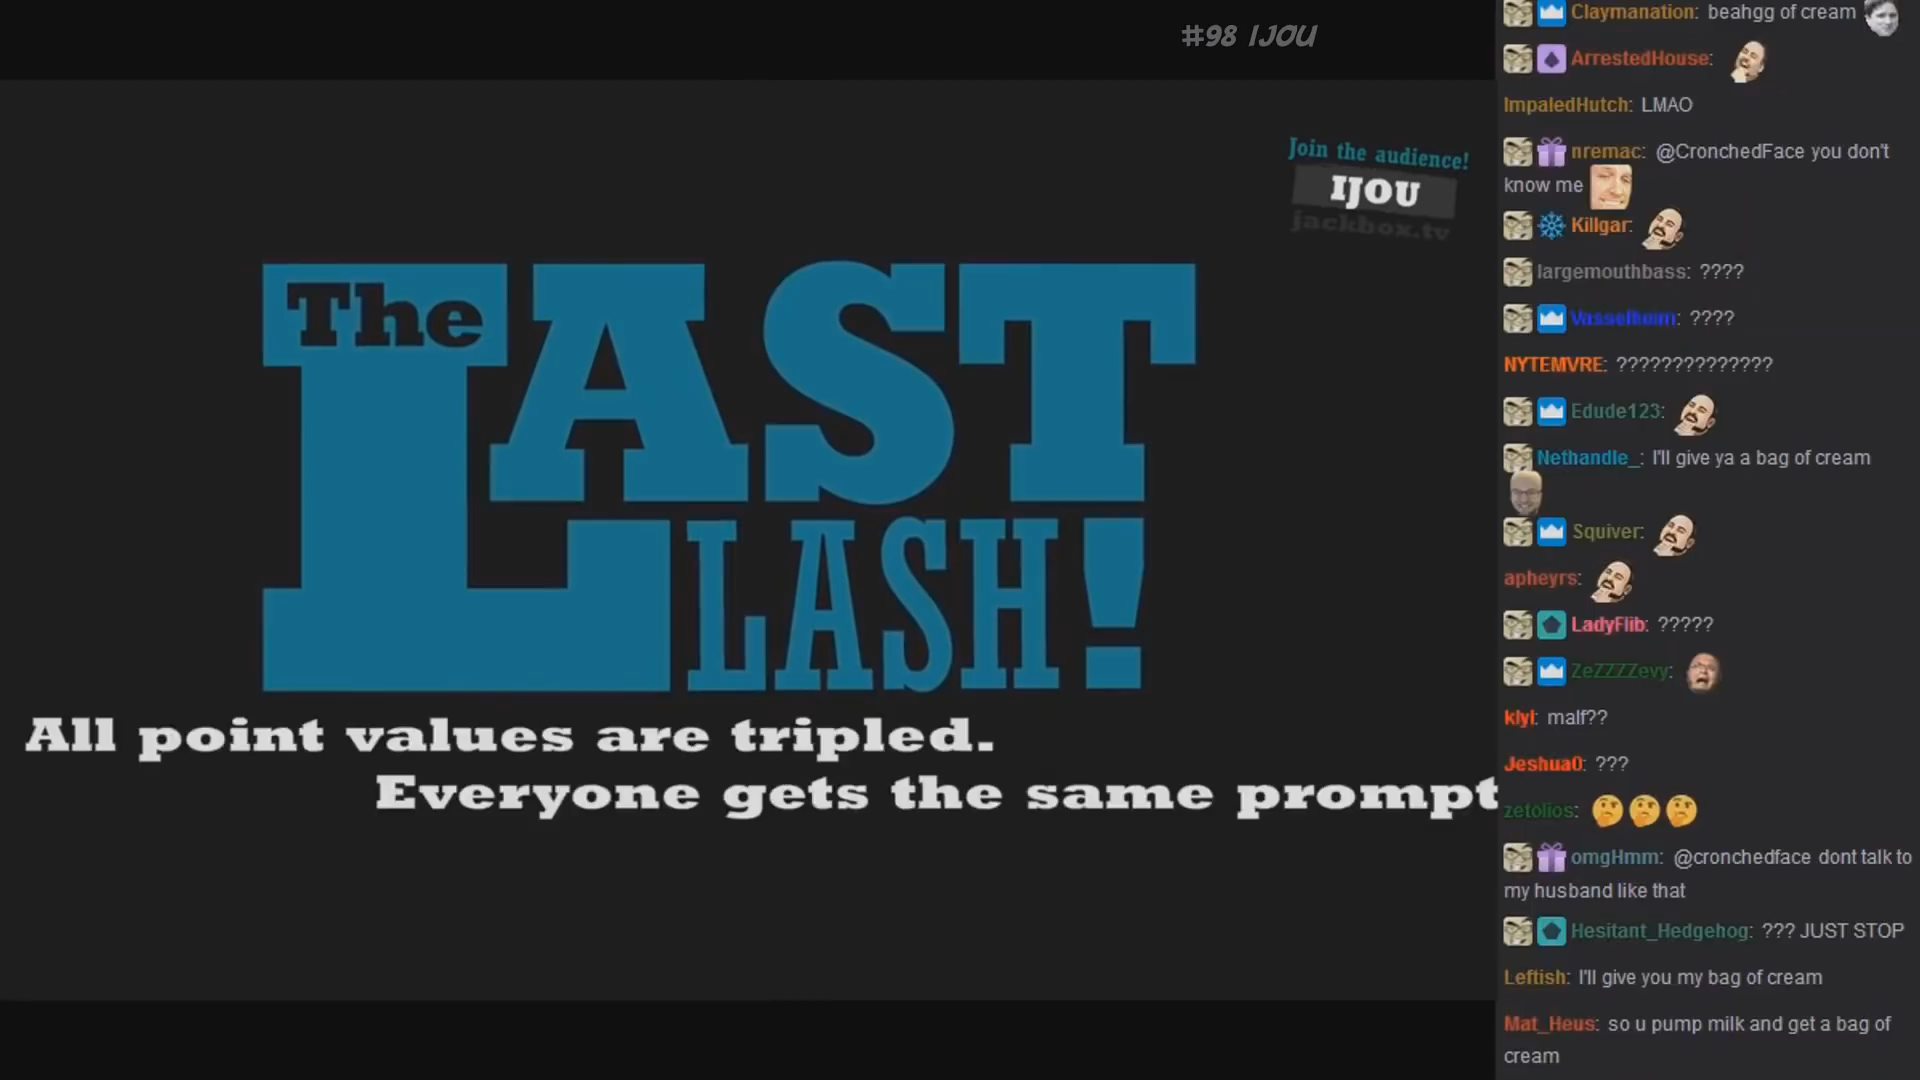 #98 IJOU
Join the audience!
IJOU
jackbox.tv
The
LAST
LASH!
All point values are tripled.
Everyone gets the same prompt
Claymanation: beahgg of cream
ArrestedHouse:
ImpaledHutch: LMAO
nremac: @CronchedFace you don't
know me
Killgar:
largemouthbass: ????
Vasselheim: ????
NYTEMVRE: ??????????????
Edude123:
Nethandle_: I'll give ya a bag of cream
Squiver:
apheyrs:
LadyFlib: ?????
ZeZZZZevy:
klyl: malf??
Jeshua0: ???
zetolios:
omgHmm: @cronchedface dont talk to
my husband like that
Hesitant_Hedgehog: ??? JUST STOP
Leftish: I'll give you my bag of cream
Mat_Heus: so u pump milk and get a bag of
cream